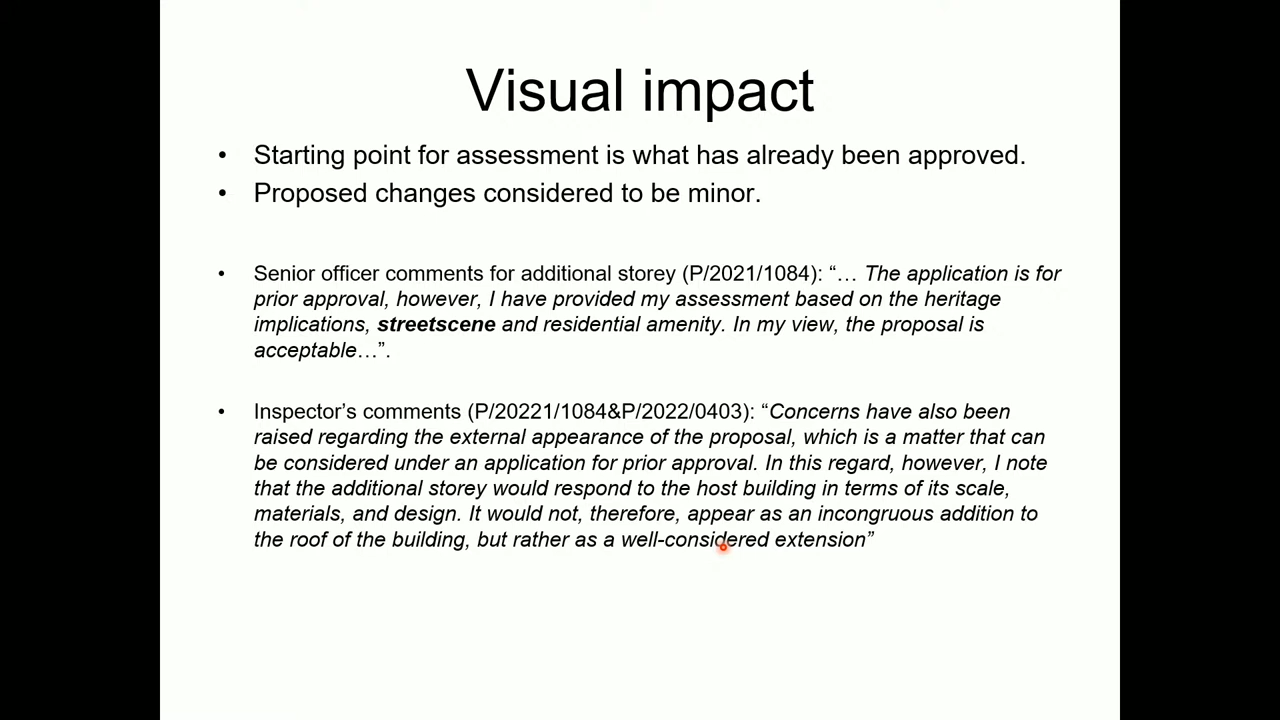 Visual impact
• Starting point for assessment is what has already been approved.
• Proposed changes considered to be minor.
• Senior officer comments for additional storey (P/2021/1084): “… The application is for
prior approval, however, I have provided my assessment based on the heritage
implications, streetscene and residential amenity. In my view, the proposal is
acceptable…”.
• Inspector’s comments (P/20221/1084&P/2022/0403): “Concerns have also been
raised regarding the external appearance of the proposal, which is a matter that can
be considered under an application for prior approval. In this regard, however, I note
that the additional storey would respond to the host building in terms of its scale,
materials, and design. It would not, therefore, appear as an incongruous addition to
the roof of the building, but rather as a well-considered extension”